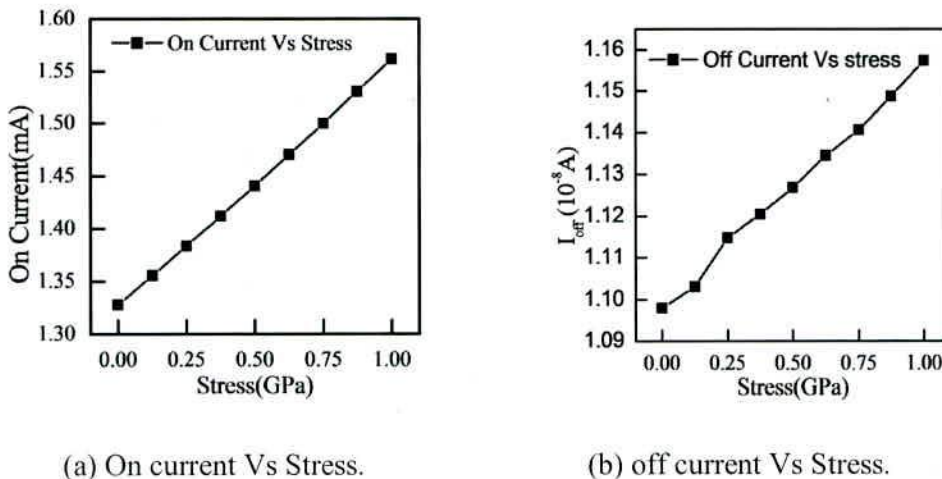 On Current Vs Stress
1.60
1.55
1.50
1.45
1.40
1.35
1.30
On Current(mA)
0.00 0.25 0.50 0.75 1.00
Stress(GPa)
(a) On current Vs Stress.
Off Current Vs stress
1.16
1.15
1.14
1.13
1.12
1.11
1.10
1.09
I_off (10^-8 A)
0.00 0.25 0.50 0.75 1.00
Stress(GPa)
(b) off current Vs Stress.